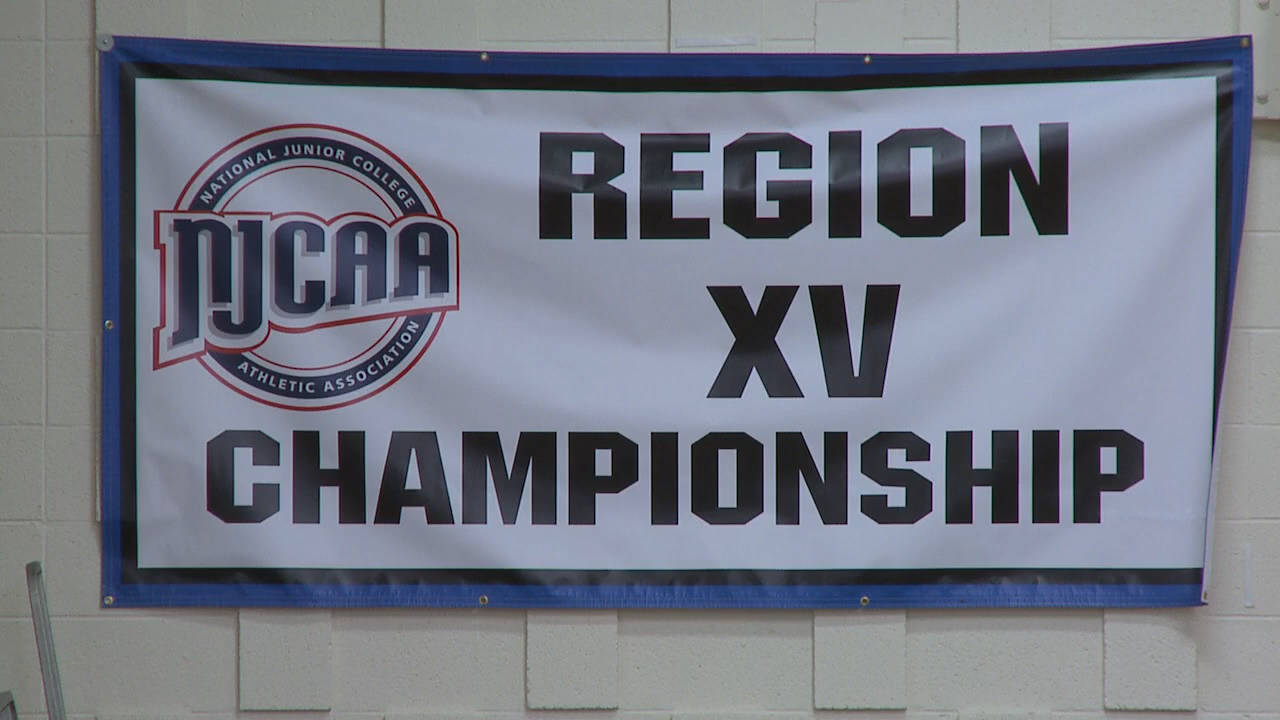 NATIONAL JUNIOR COLLEGE
NJCAA
ATHLETIC ASSOCIATION
REGION
XV
CHAMPIONSHIP